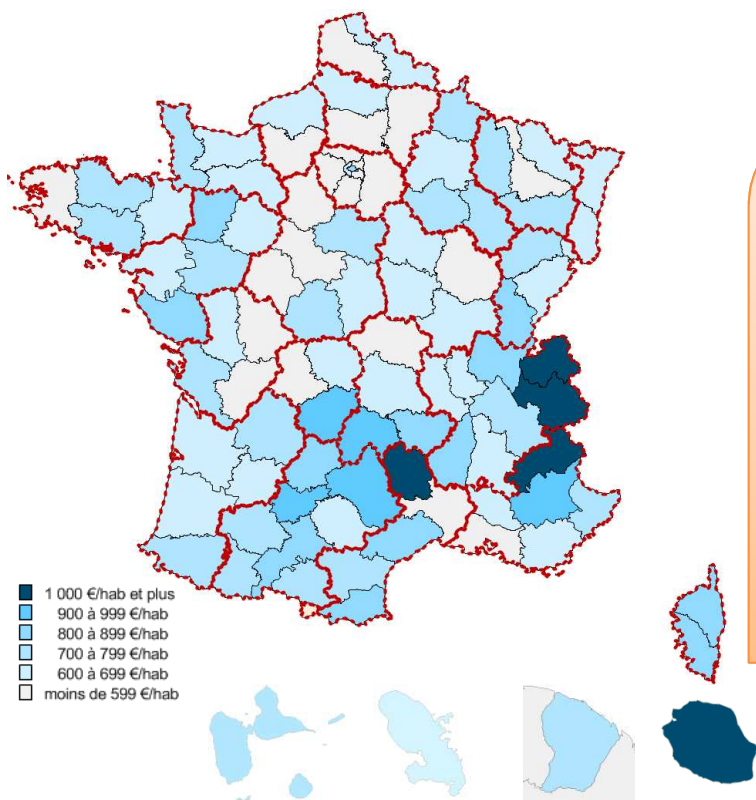 1 000 €/hab et plus
900 à 999 €/hab
800 à 899 €/hab
700 à 799 €/hab
600 à 699 €/hab
moins de 599 €/hab